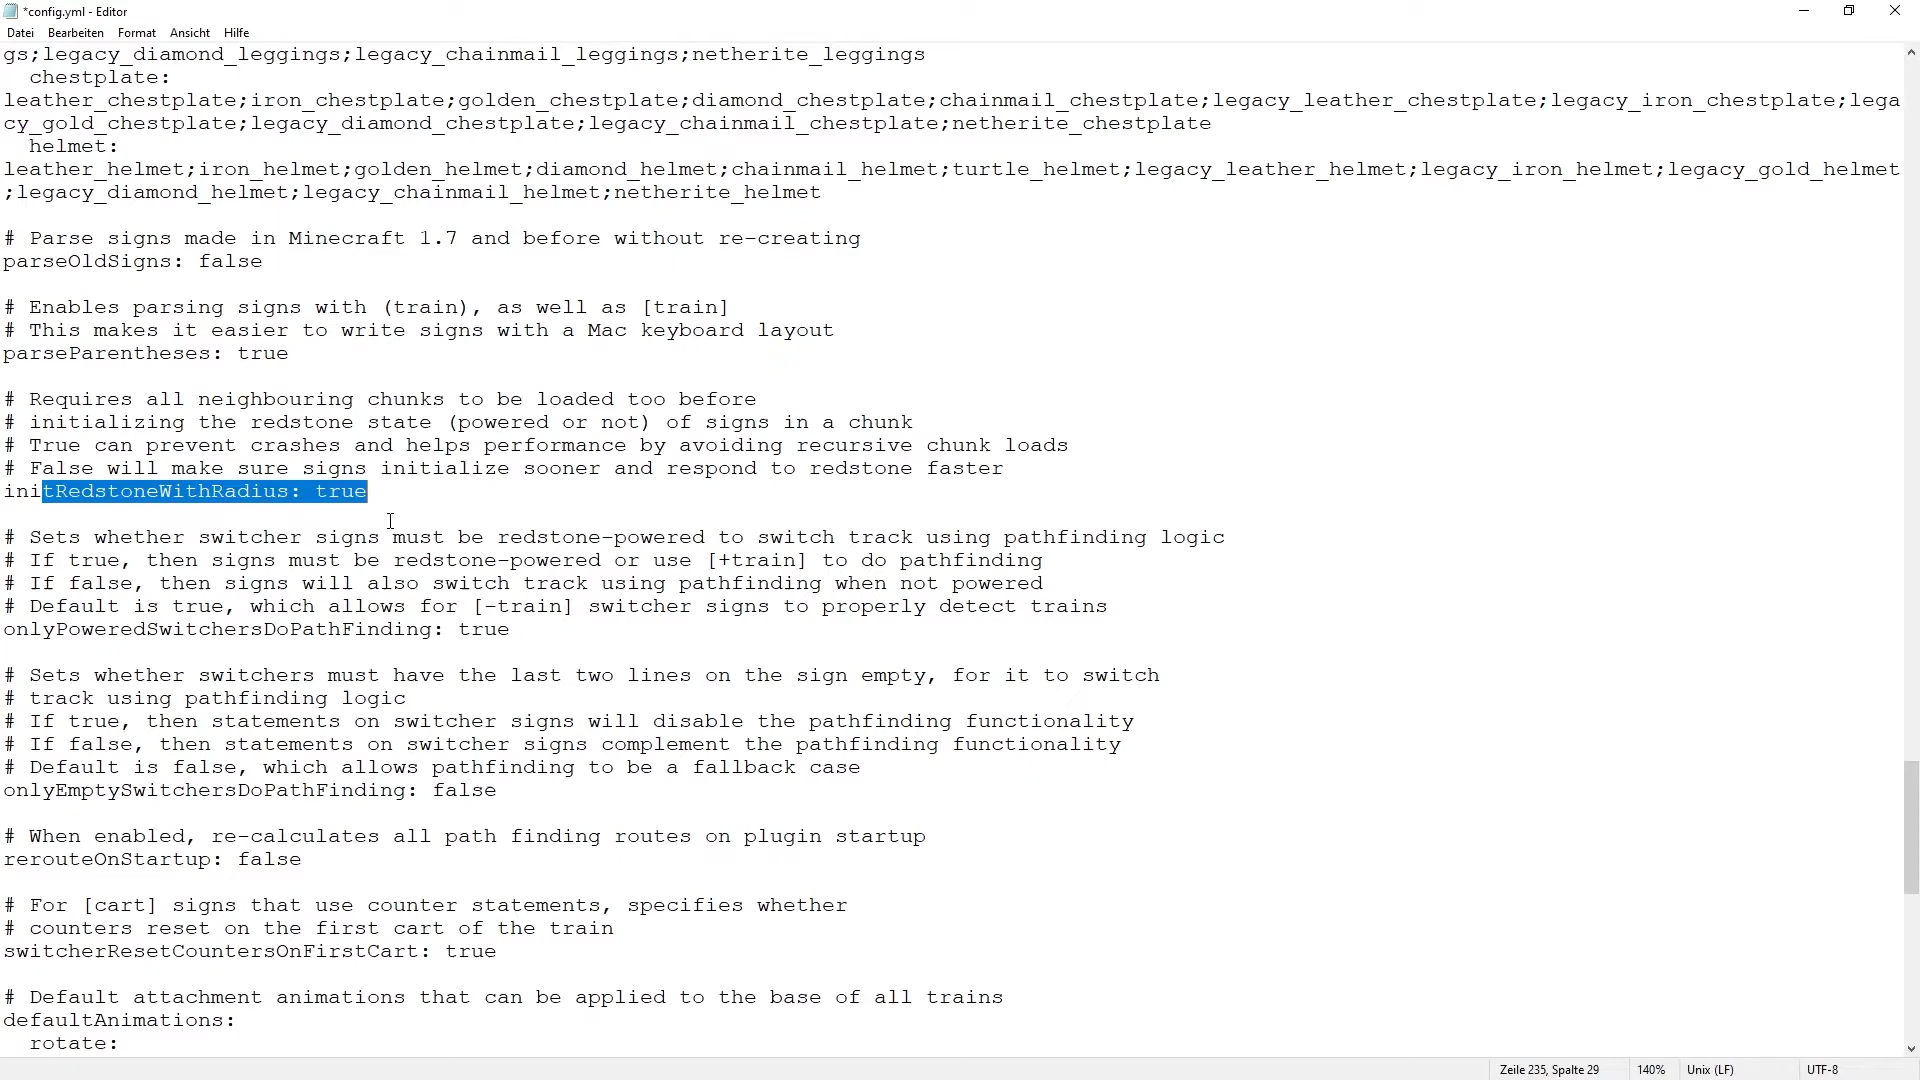 *config.yml - Editor
Datei Bearbeiten Format Ansicht Hilfe
gs;legacy_diamond_leggings;legacy_chainmail_leggings;netherite_leggings
  chestplate:
leather_chestplate;iron_chestplate;golden_chestplate;diamond_chestplate;chainmail_chestplate;legacy_leather_chestplate;legacy_iron_chestplate;lega
cy_gold_chestplate;legacy_diamond_chestplate;legacy_chainmail_chestplate;netherite_chestplate
  helmet:
leather_helmet;iron_helmet;golden_helmet;diamond_helmet;chainmail_helmet;turtle_helmet;legacy_leather_helmet;legacy_iron_helmet;legacy_gold_helmet
;legacy_diamond_helmet;legacy_chainmail_helmet;netherite_helmet
# Parse signs made in Minecraft 1.7 and before without re-creating
parseOldSigns: false
# Enables parsing signs with (train), as well as [train]
# This makes it easier to write signs with a Mac keyboard layout
parseParentheses: true
# Requires all neighbouring chunks to be loaded too before
# initializing the redstone state (powered or not) of signs in a chunk
# True can prevent crashes and helps performance by avoiding recursive chunk loads
# False will make sure signs initialize sooner and respond to redstone faster
initRedstoneWithRadius: true
# Sets whether switcher signs must be redstone-powered to switch track using pathfinding logic
# If true, then signs must be redstone-powered or use [+train] to do pathfinding
# If false, then signs will also switch track using pathfinding when not powered
# Default is true, which allows for [-train] switcher signs to properly detect trains
onlyPoweredSwitchersDoPathFinding: true
# Sets whether switchers must have the last two lines on the sign empty, for it to switch
# track using pathfinding logic
# If true, then statements on switcher signs will disable the pathfinding functionality
# If false, then statements on switcher signs complement the pathfinding functionality
# Default is false, which allows pathfinding to be a fallback case
onlyEmptySwitchersDoPathFinding: false
# When enabled, re-calculates all path finding routes on plugin startup
rerouteOnStartup: false
# For [cart] signs that use counter statements, specifies whether
# counters reset on the first cart of the train
switcherResetCountersOnFirstCart: true
# Default attachment animations that can be applied to the base of all trains
defaultAnimations:
  rotate:
Zeile 235, Spalte 29 140% Unix (LF) UTF-8